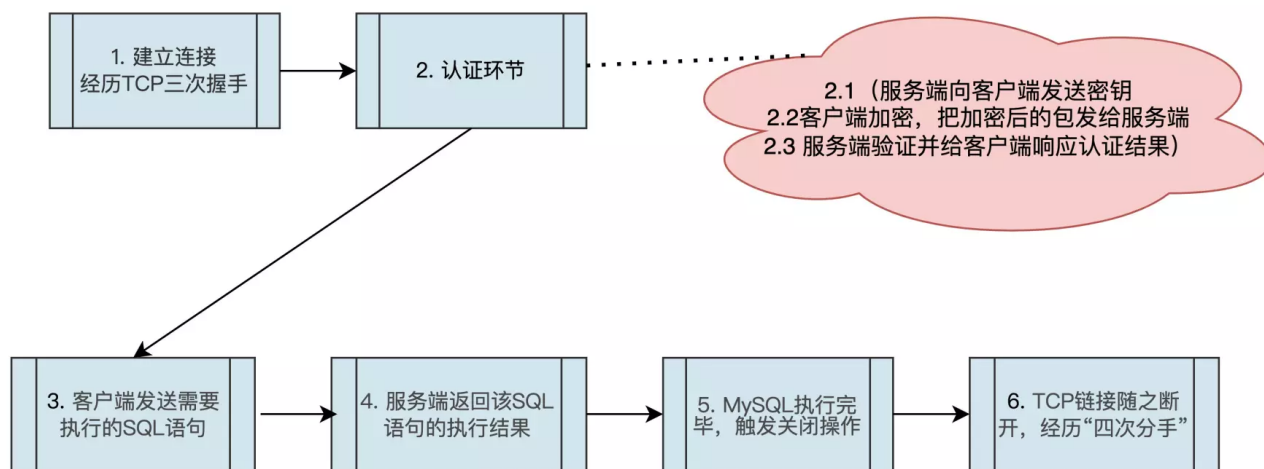 1. 建立连接
经历TCP三次握手
2. 认证环节
2.1（服务端向客户端发送密钥
2.2客户端加密，把加密后的包发给服务端
2.3 服务端验证并给客户端响应认证结果）
3. 客户端发送需要
执行的SQL语句
4. 服务端返回该SQL
语句的执行结果
5. MySQL执行完
毕，触发关闭操作
6. TCP链接随之断
开，经历“四次分手”